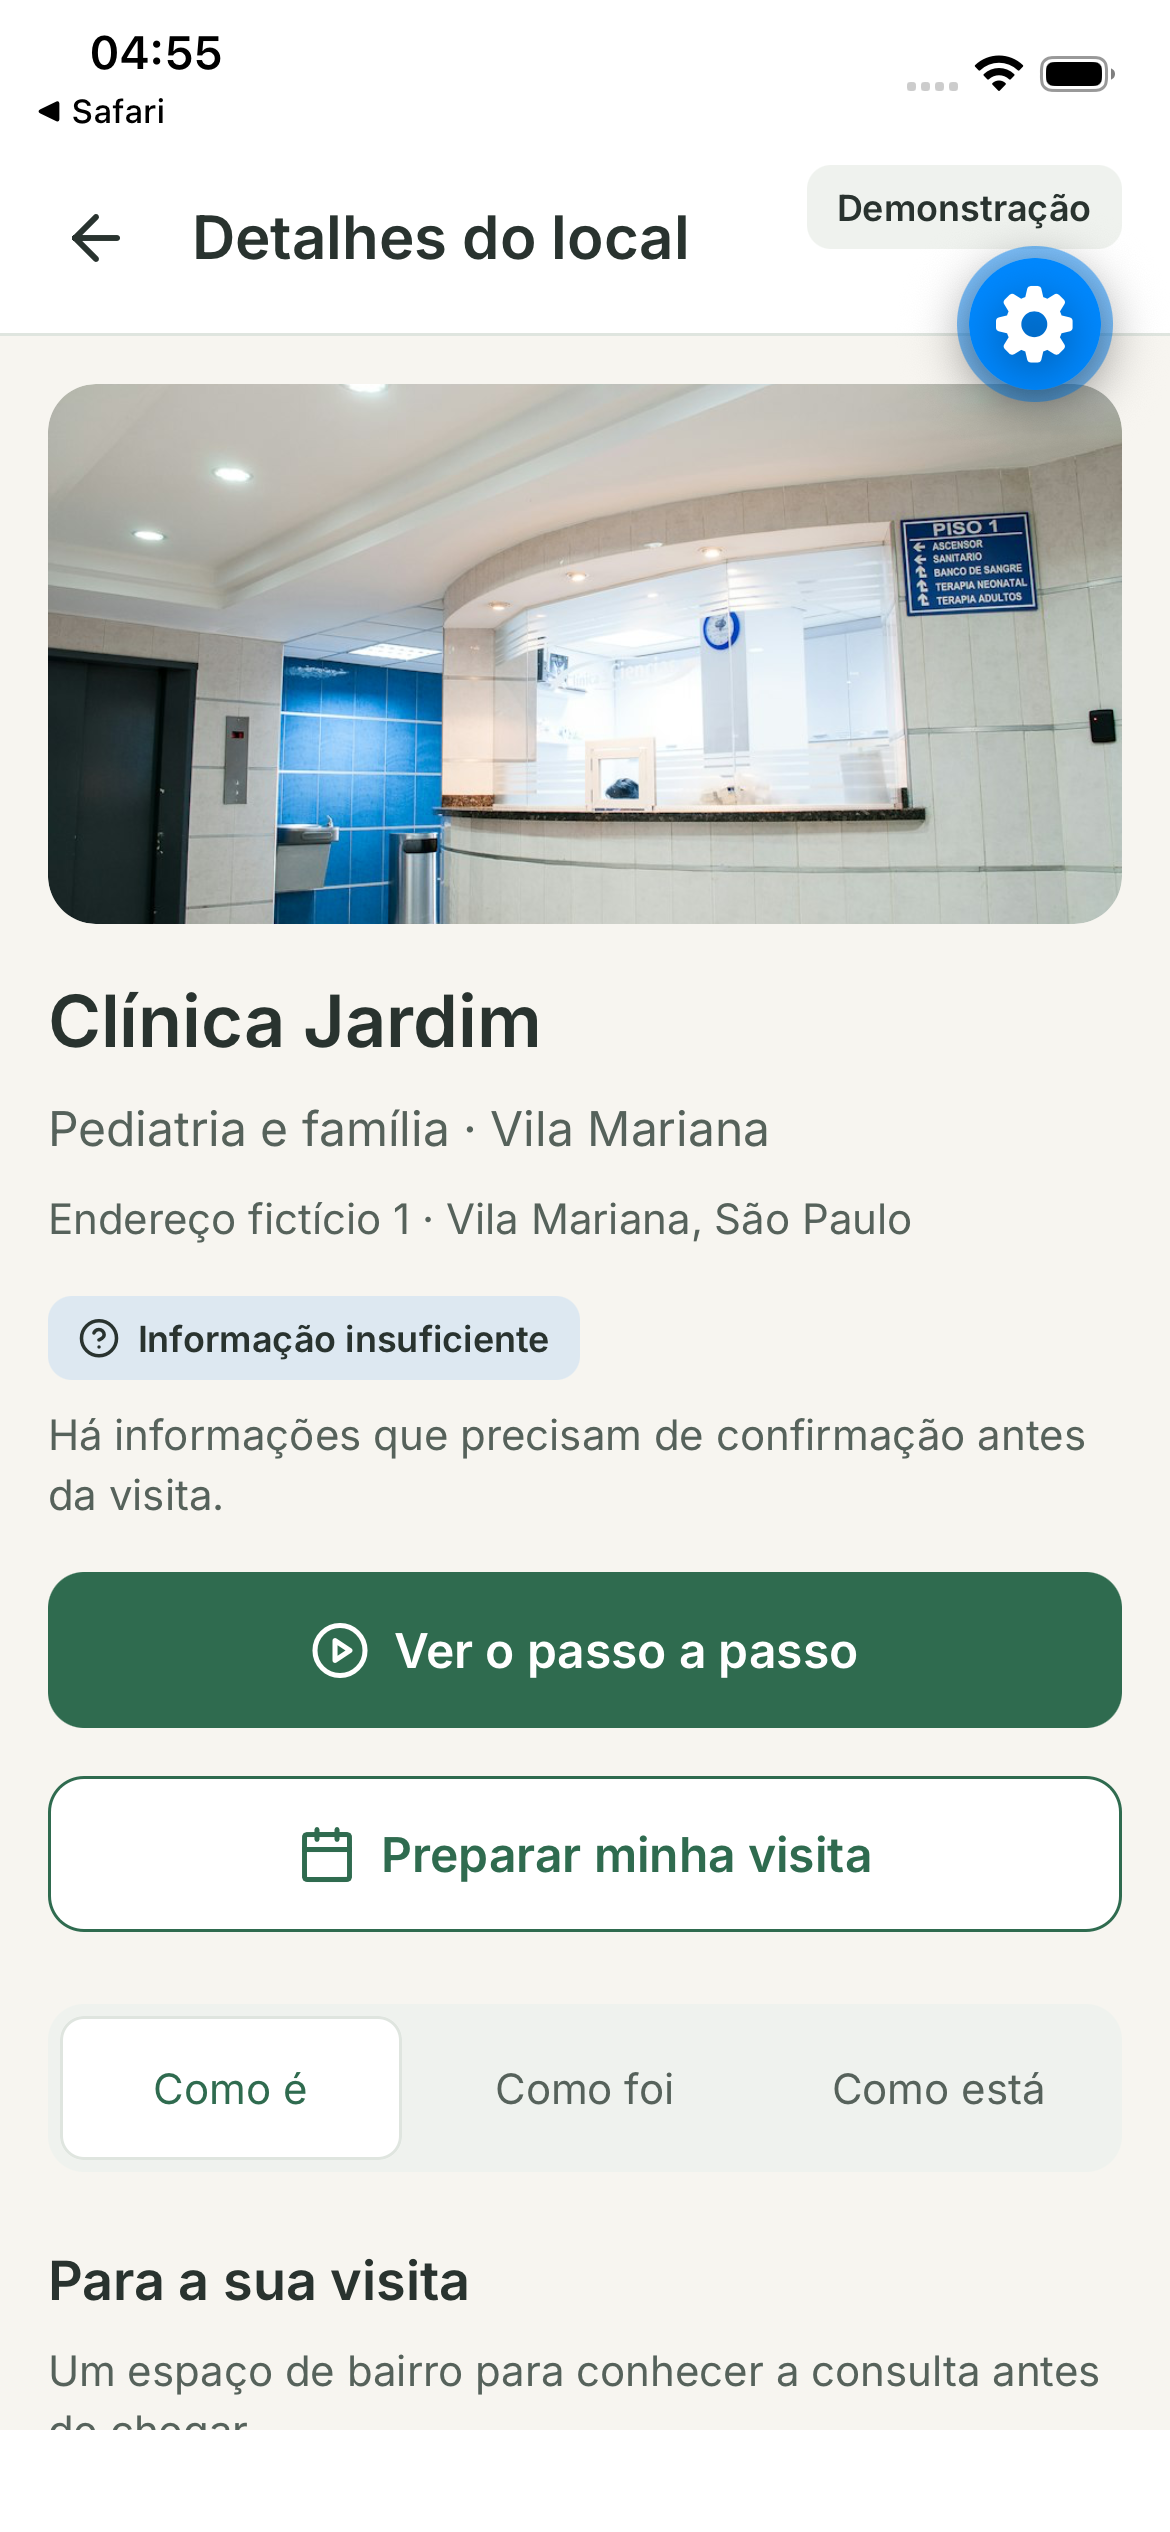 04:55
Safari
Demonstração
Detalhes do local
PISO 1
ASCENSOR
SANITARIO
BANCO DE SANGRE
TERAPIA NEONATAL
TERAPIA ADULTOS
Clínica Jardim
Pediatria e família · Vila Mariana
Endereço fictício 1 · Vila Mariana, São Paulo
Informação insuficiente
Há informações que precisam de confirmação antes
da visita.
Ver o passo a passo
Preparar minha visita
Como é
Como foi
Como está
Para a sua visita
Um espaço de bairro para conhecer a consulta antes